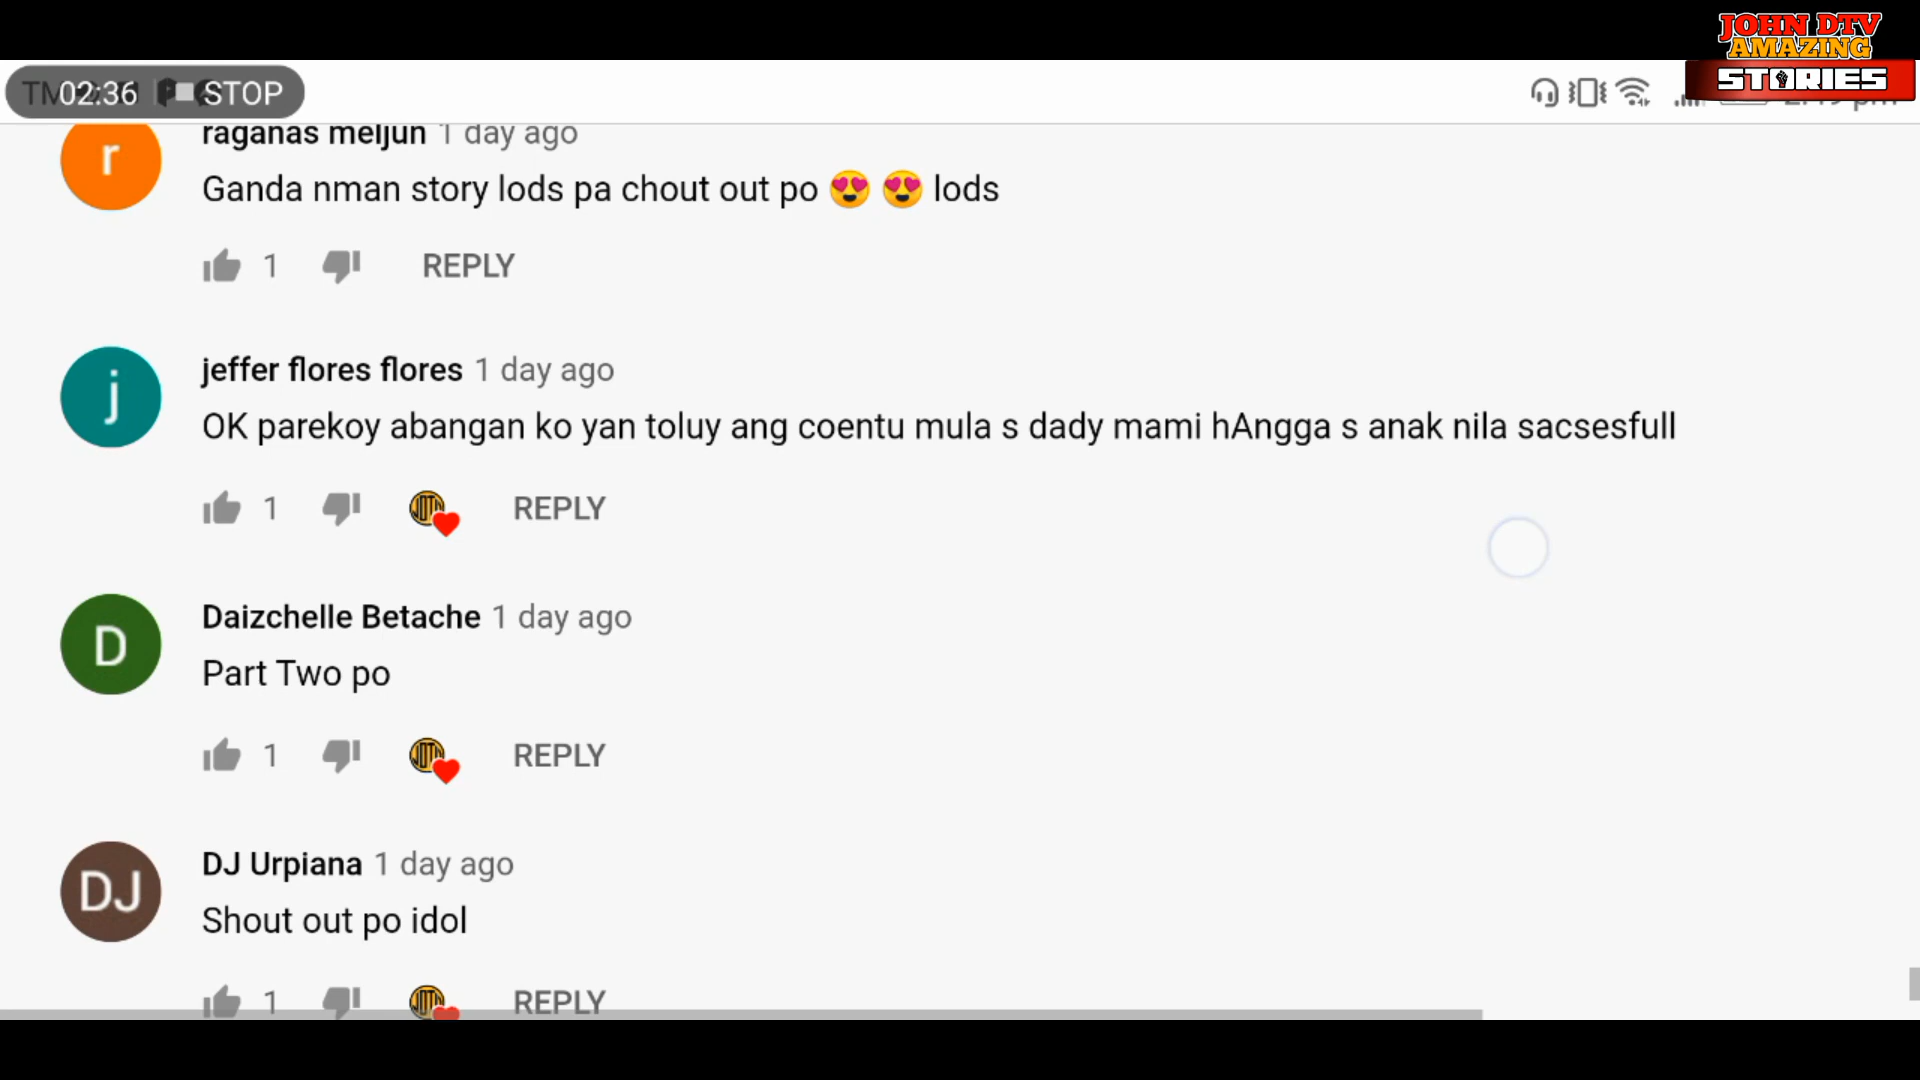 JOHN DTV
AMAZING
STORIES
02:36 STOP
raganas meljun 1 day ago
Ganda nman story lods pa chout out po 😍 😍 lods
1 REPLY
j
jeffer flores flores 1 day ago
OK parekoy abangan ko yan toluy ang coentu mula s dady mami hAngga s anak nila sacsesfull
1 REPLY
D
Daizchelle Betache 1 day ago
Part Two po
1 REPLY
DJ
DJ Urpiana 1 day ago
Shout out po idol
1 REPLY